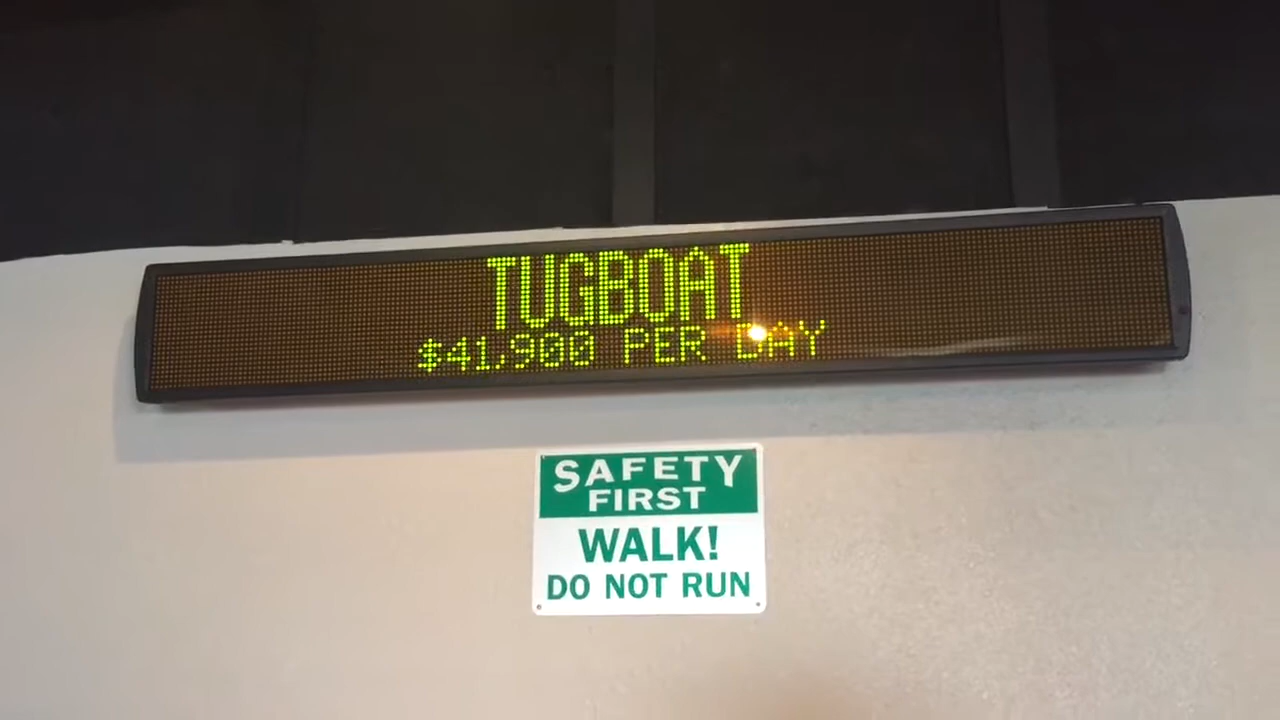 TUGBOAT
$41,900 PER DAY
SAFETY
FIRST
WALK!
DO NOT RUN